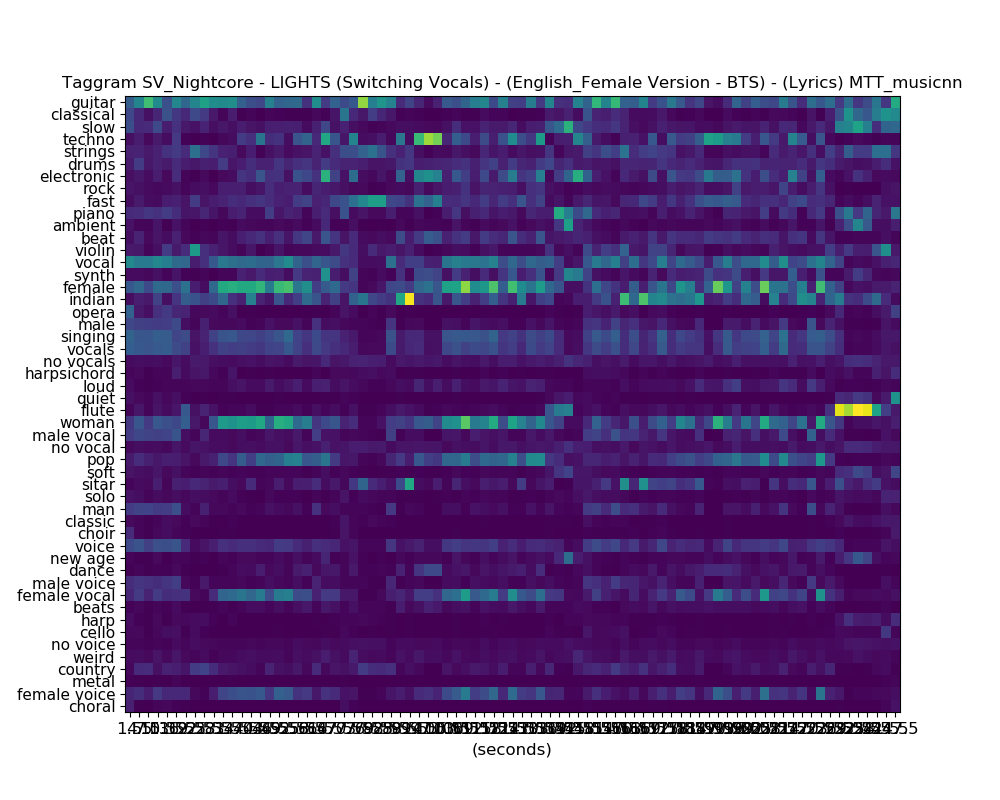 Taggram SV_Nightcore - LIGHTS (Switching Vocals) - (English_Female Version - BTS) - (Lyrics) MTT_musicnn
guitar
classical
slow
techno
strings
drums
electronic
rock
fast
piano
ambient
beat
violin
vocal
synth
female
indian
opera
male
singing
vocals
no vocals
harpsichord
loud
quiet
flute
woman
male vocal
no vocal
pop
soft
sitar
solo
man
classic
choir
voice
new age
dance
male voice
female vocal
beats
harp
cello
no voice
weird
country
metal
female voice
choral
(seconds)